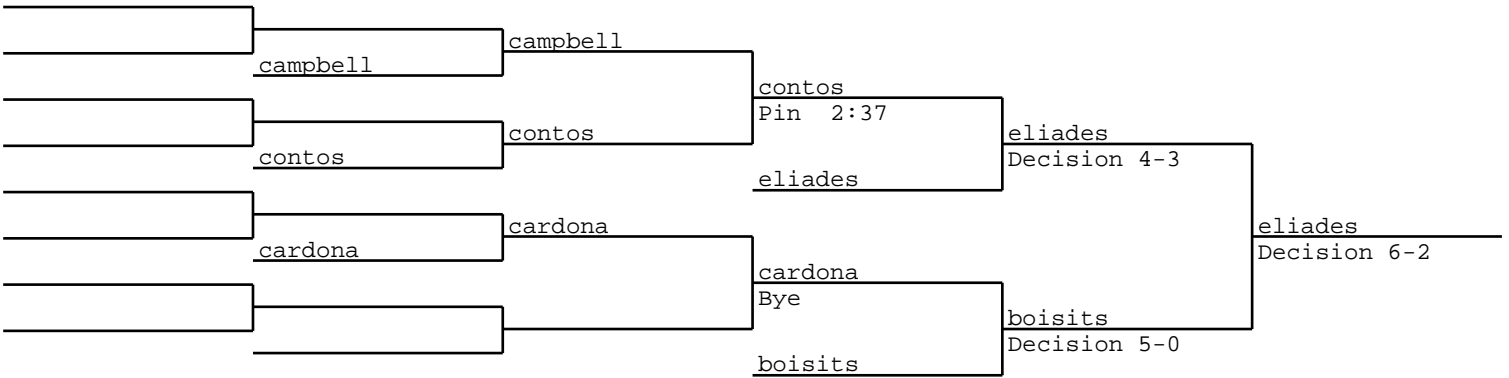 campbell
campbell
contos
Pin  2:37
contos
eliades
contos
Decision 4-3
eliades
cardona
eliades
cardona
Decision 6-2
cardona
Bye
boisits
Decision 5-0
boisits